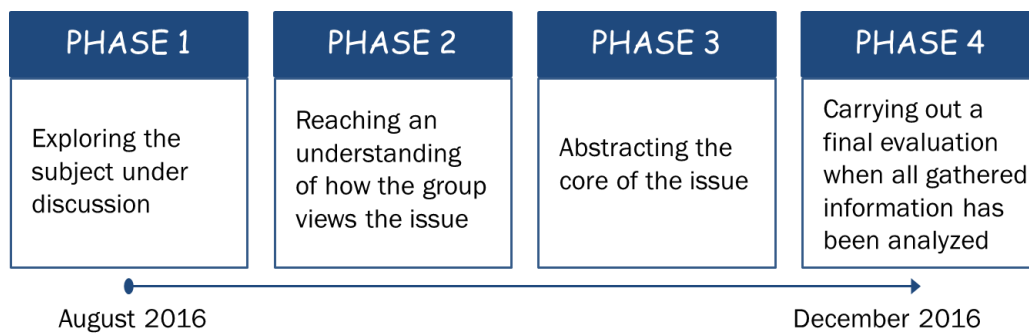 PHASE 1
Exploring the
subject under
discussion
PHASE 2
Reaching an
understanding
of how the group
views the issue
PHASE 3
Abstracting the
core of the issue
PHASE 4
Carrying out a
final evaluation
when all gathered
information has
been analyzed
August 2016
December 2016